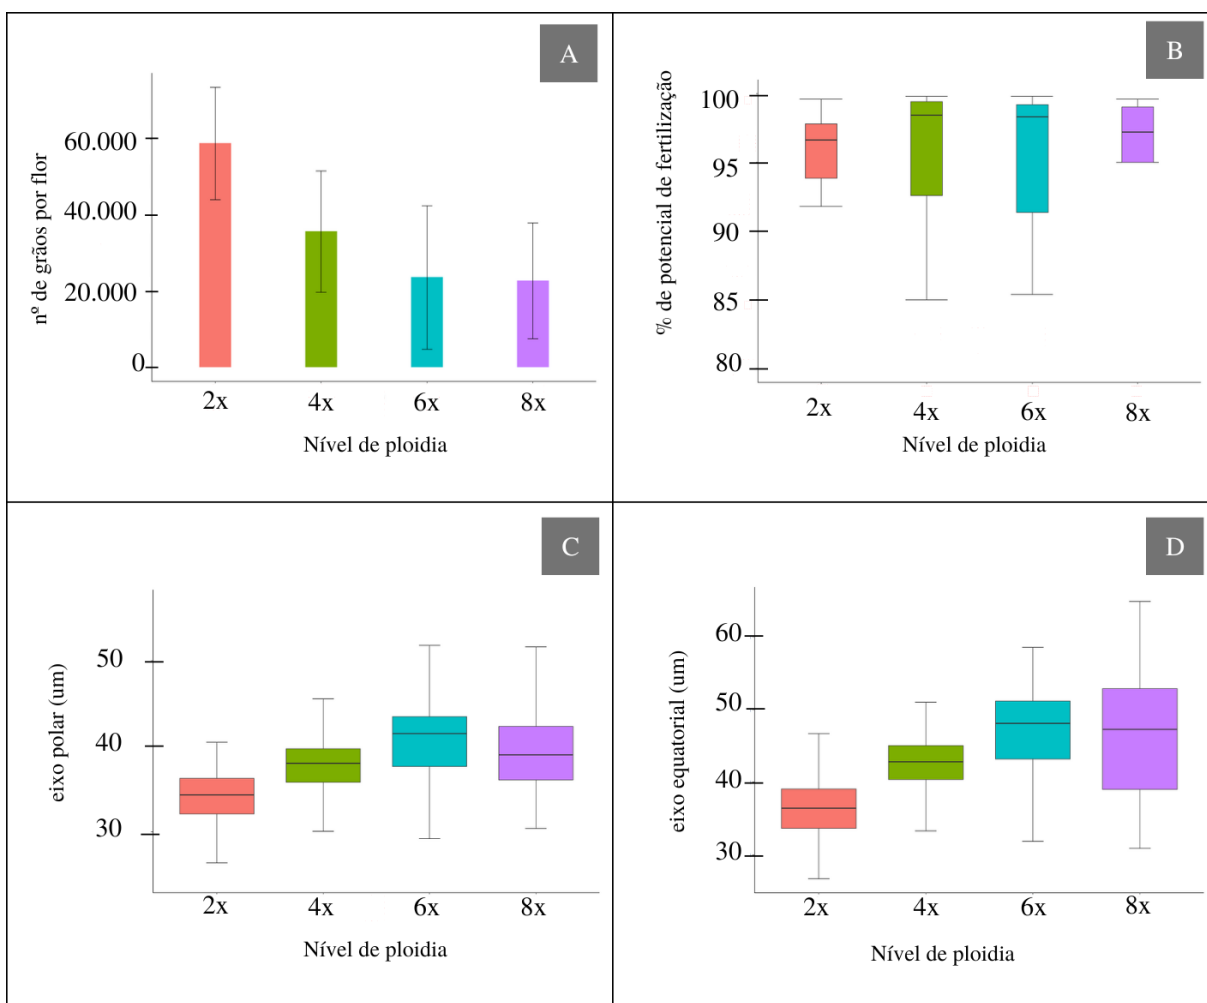 A
nº de grãos por flor
60.000
40.000
20.000
0
2x 4x 6x 8x
Nível de ploidia
B
% de potencial de fertilização
100
95
90
85
80
2x 4x 6x 8x
Nível de ploidia
C
eixo polar (um)
50
40
30
2x 4x 6x 8x
Nível de ploidia
D
eixo equatorial (um)
60
50
40
30
2x 4x 6x 8x
Nível de ploidia